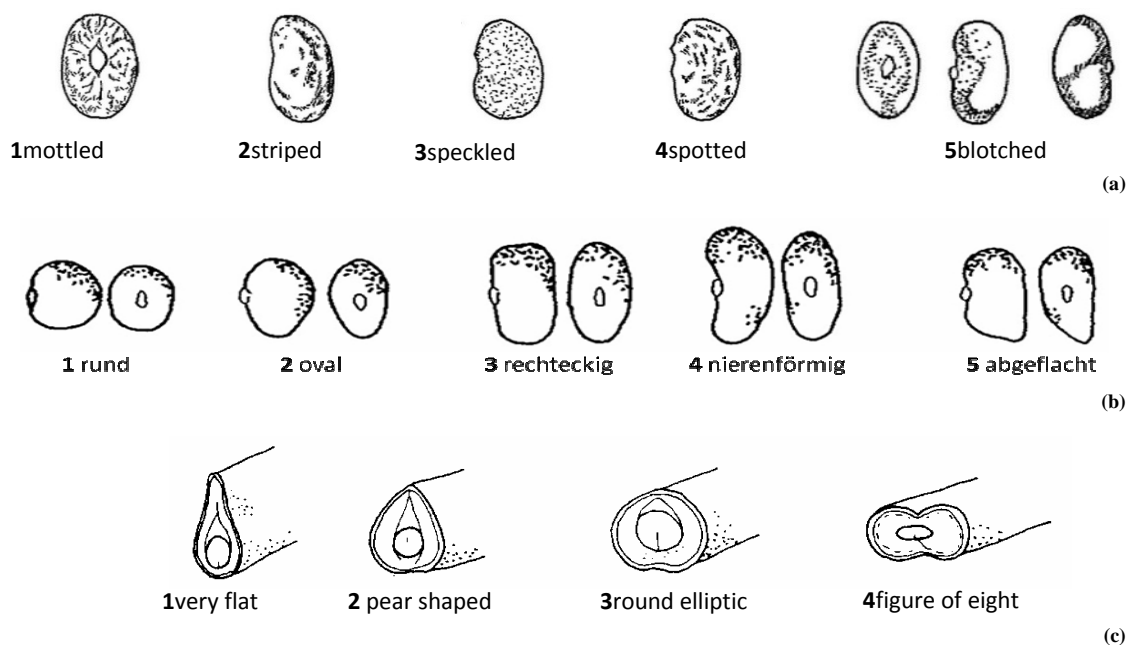 1mottled 2striped 3speckled 4spotted 5blotched
(a)
1 rund 2 oval 3 rechteckig 4 nierenförmig 5 abgeflacht
(b)
1very flat 2 pear shaped 3round elliptic 4figure of eight
(c)